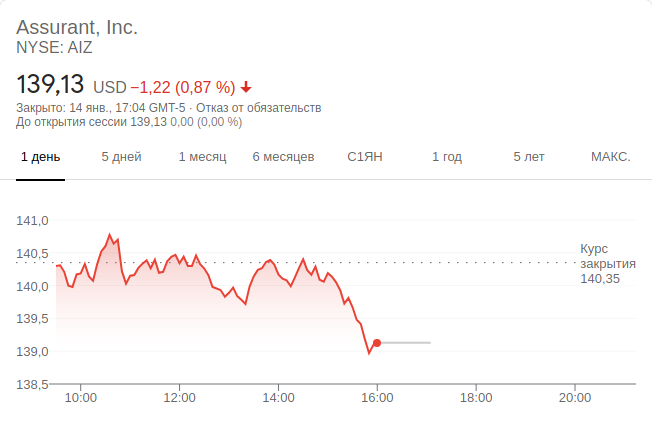 Assurant, Inc.
NYSE: AIZ
139,13 USD −1,22 (0,87 %)
Закрыто: 14 янв., 17:04 GMT-5 · Отказ от обязательств
До открытия сессии 139,13 0,00 (0,00 %)
1 день 5 дней 1 месяц 6 месяцев С1ЯН 1 год 5 лет МАКС.
141,0
140,5
140,0
139,5
139,0
138,5
Курс
закрытия
140,35
10:00 12:00 14:00 16:00 18:00 20:00